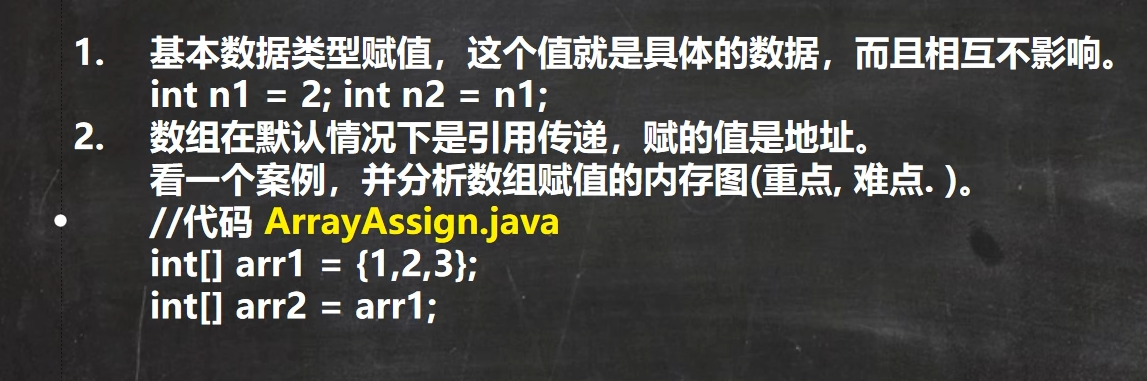 1. 基本数据类型赋值，这个值就是具体的数据，而且相互不影响。
int n1 = 2; int n2 = n1;
2. 数组在默认情况下是引用传递，赋的值是地址。
看一个案例，并分析数组赋值的内存图(重点, 难点. )。
• //代码 ArrayAssign.java
int[] arr1 = {1,2,3};
int[] arr2 = arr1;